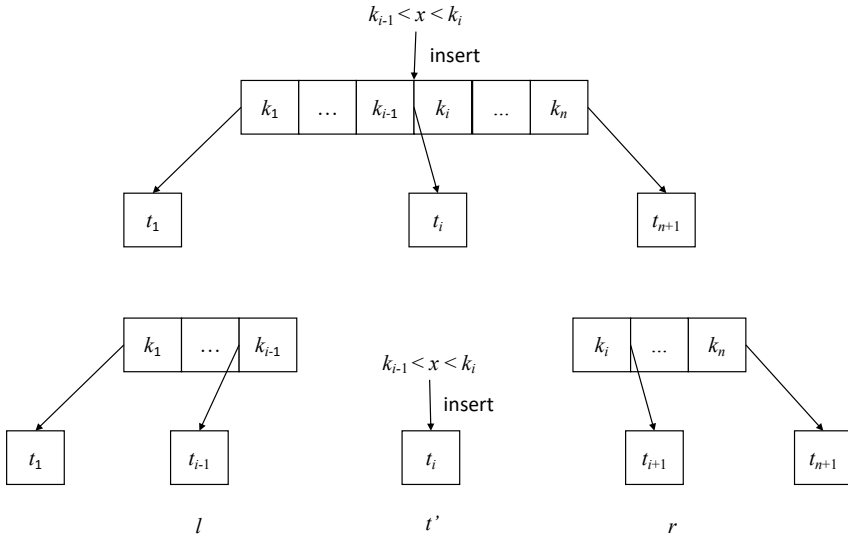 k_{i-1} < x < k_i
insert
k_1 … k_{i-1} k_i ... k_n
t_1 t_i t_{n+1}
k_1 … k_{i-1} k_i ... k_n
k_{i-1} < x < k_i
insert
t_1 t_{i-1} t_i t_{i+1} t_{n+1}
l t’ r